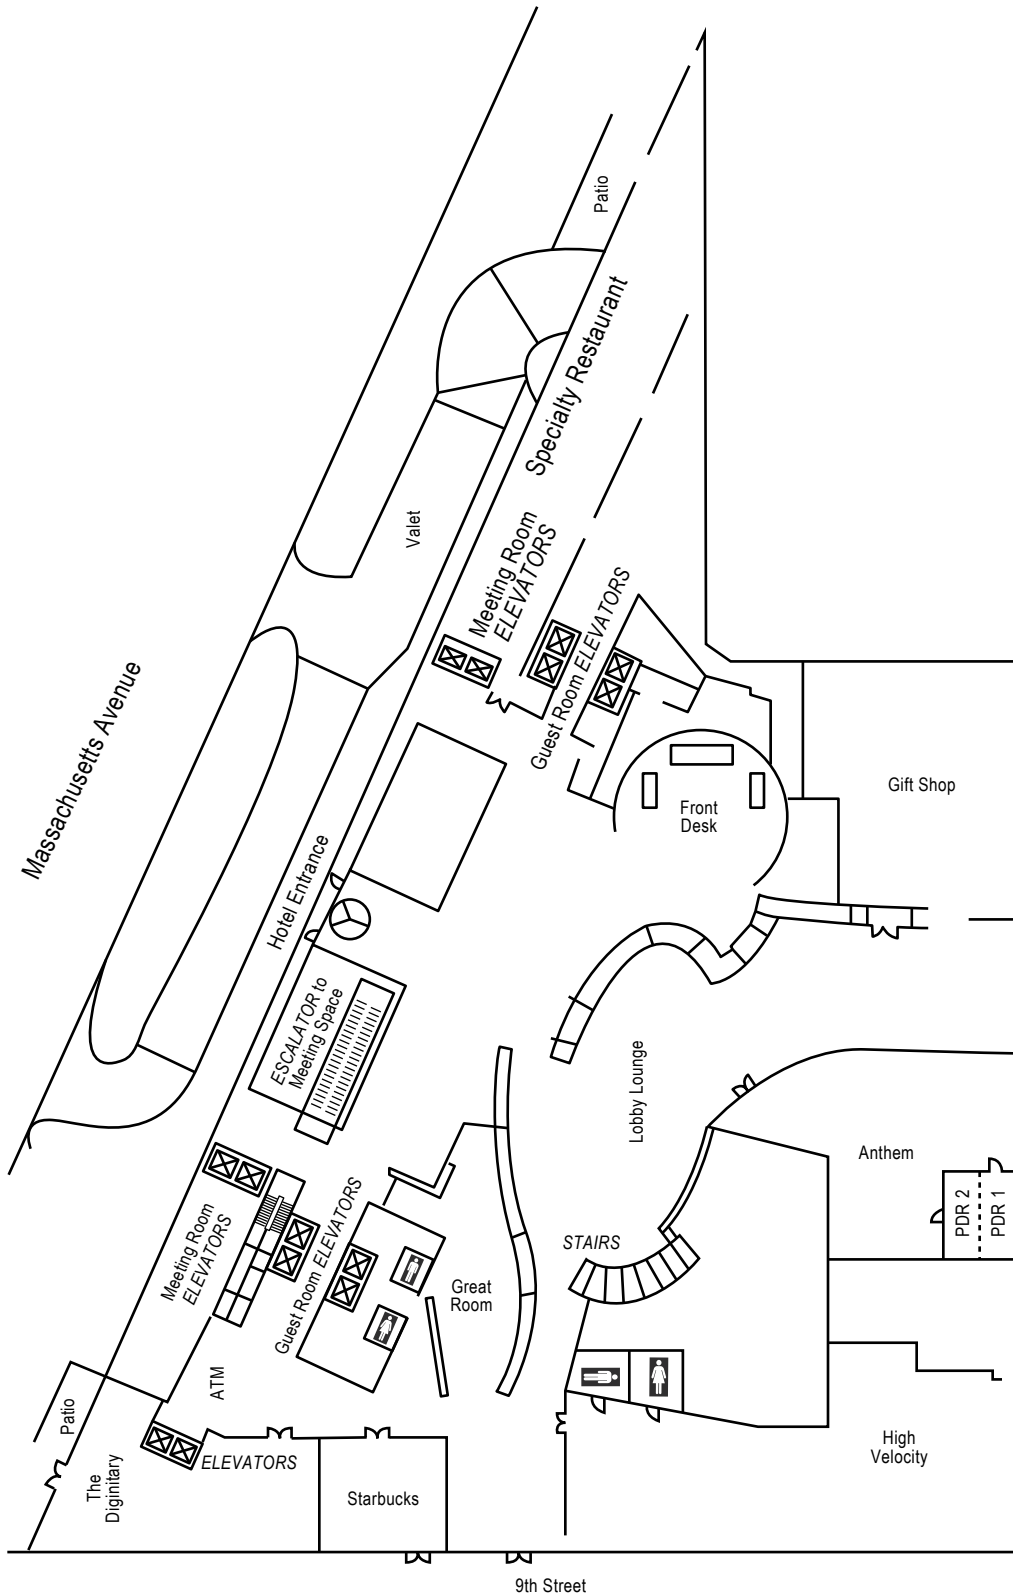 Patio
Specialty Restaurant
Valet
Meeting Room
ELEVATORS
Guest Room ELEVATORS
Massachusetts Avenue
Gift Shop
Front
Desk
Hotel Entrance
ESCALATOR to
Meeting Space
Lobby Lounge
Anthem
PDR 2
PDR 1
Meeting Room
ELEVATORS
Guest Room ELEVATORS
STAIRS
Great
Room
ATM
Patio
The
Diginitary
ELEVATORS
Starbucks
High
Velocity
9th Street